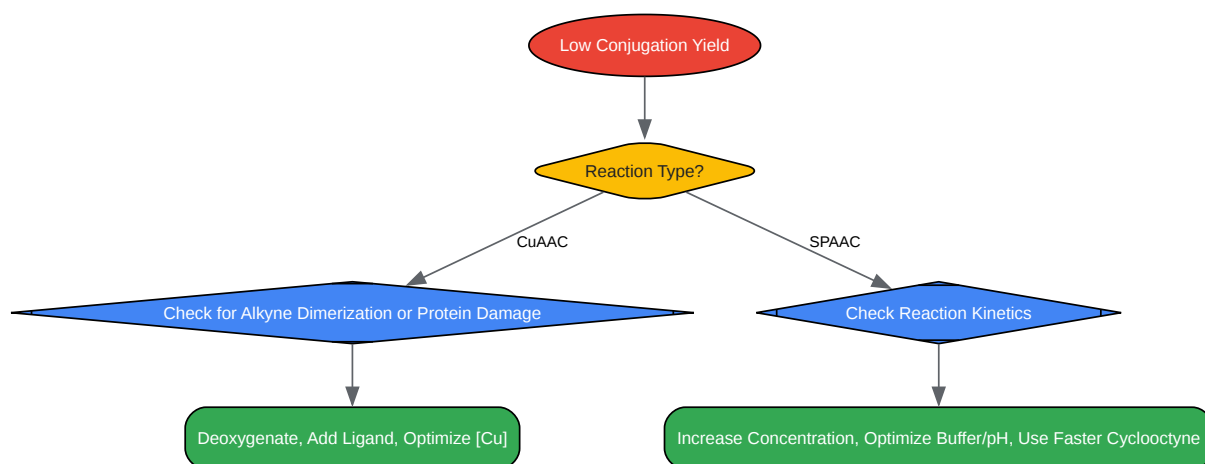 Low Conjugation Yield
Reaction Type?
CuAAC
SPAAC
Check for Alkyne Dimerization or Protein Damage
Check Reaction Kinetics
Deoxygenate, Add Ligand, Optimize [Cu]
Increase Concentration, Optimize Buffer/pH, Use Faster Cyclooctyne